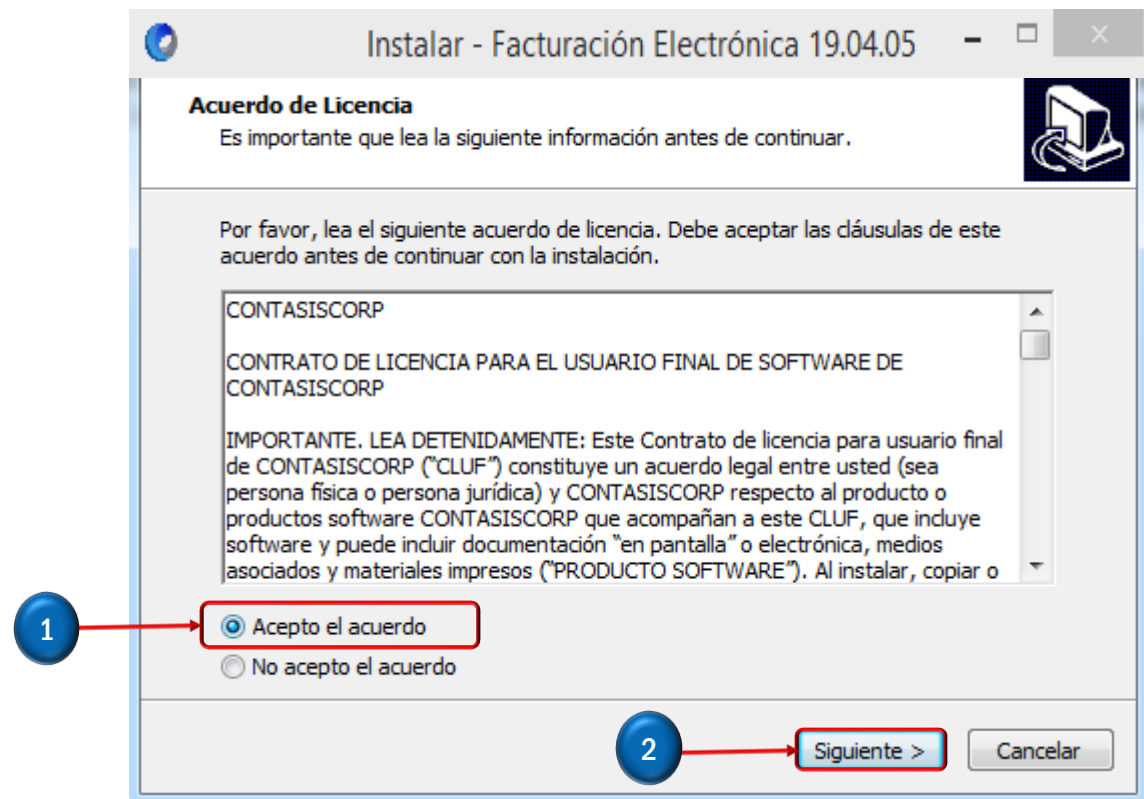 Instalar - Facturación Electrónica 19.04.05
Acuerdo de Licencia
Es importante que lea la siguiente información antes de continuar.
Por favor, lea el siguiente acuerdo de licencia. Debe aceptar las cláusulas de este
acuerdo antes de continuar con la instalación.
CONTASISCORP
CONTRATO DE LICENCIA PARA EL USUARIO FINAL DE SOFTWARE DE
CONTASISCORP
IMPORTANTE. LEA DETENIDAMENTE: Este Contrato de licencia para usuario final
de CONTASISCORP (“CLUF”) constituye un acuerdo legal entre usted (sea
persona física o persona jurídica) y CONTASISCORP respecto al producto o
productos software CONTASISCORP que acompañan a este CLUF, que incluye
software y puede incluir documentación “en pantalla” o electrónica, medios
asociados y materiales impresos (“PRODUCTO SOFTWARE”). Al instalar, copiar o
1
Acepto el acuerdo
No acepto el acuerdo
2
Siguiente >
Cancelar